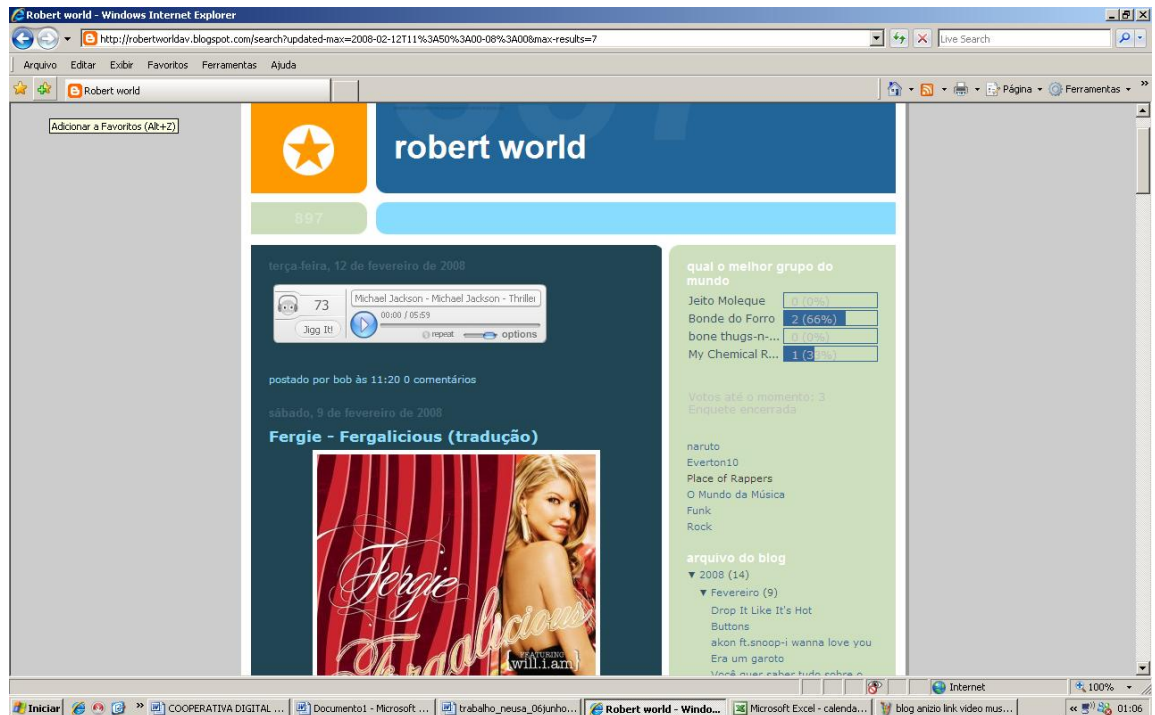 Robert world - Windows Internet Explorer
http://robertworldav.blogspot.com/search?updated-max=2008-02-12T11%3A50%3A00-08%3A00&max-results=7
Live Search
Arquivo Editar Exibir Favoritos Ferramentas Ajuda
Robert world
Página
Ferramentas
Adicionar a Favoritos (Alt+Z)
robert world
897
terça-feira, 12 de fevereiro de 2008
73
Jigg It!
Michael Jackson - Michael Jackson - Thriller
00:00 / 05:59
repeat
options
postado por bob às 11:20 0 comentários
sábado, 9 de fevereiro de 2008
Fergie - Fergalicious (tradução)
Fergie
Fergalicious
FEATURING
{will.i.am}
qual o melhor grupo do
mundo
Jeito Moleque 0 (0%)
Bonde do Forro 2 (66%)
bone thugs-n-... 0 (0%)
My Chemical R... 1 (33%)
Votos até o momento: 3
Enquete encerrada
naruto
Everton10
Place of Rappers
O Mundo da Música
Funk
Rock
arquivo do blog
▼ 2008 (14)
▼ Fevereiro (9)
Drop It Like It's Hot
Buttons
akon ft.snoop-i wanna love you
Era um garoto
Você quer saber tudo sobre o
Internet
100%
Iniciar
COOPERATIVA DIGITAL ...
Documento1 - Microsoft ...
trabalho_neusa_06junho...
Robert world - Windo...
Microsoft Excel - calenda...
blog anizio link video mus...
01:06